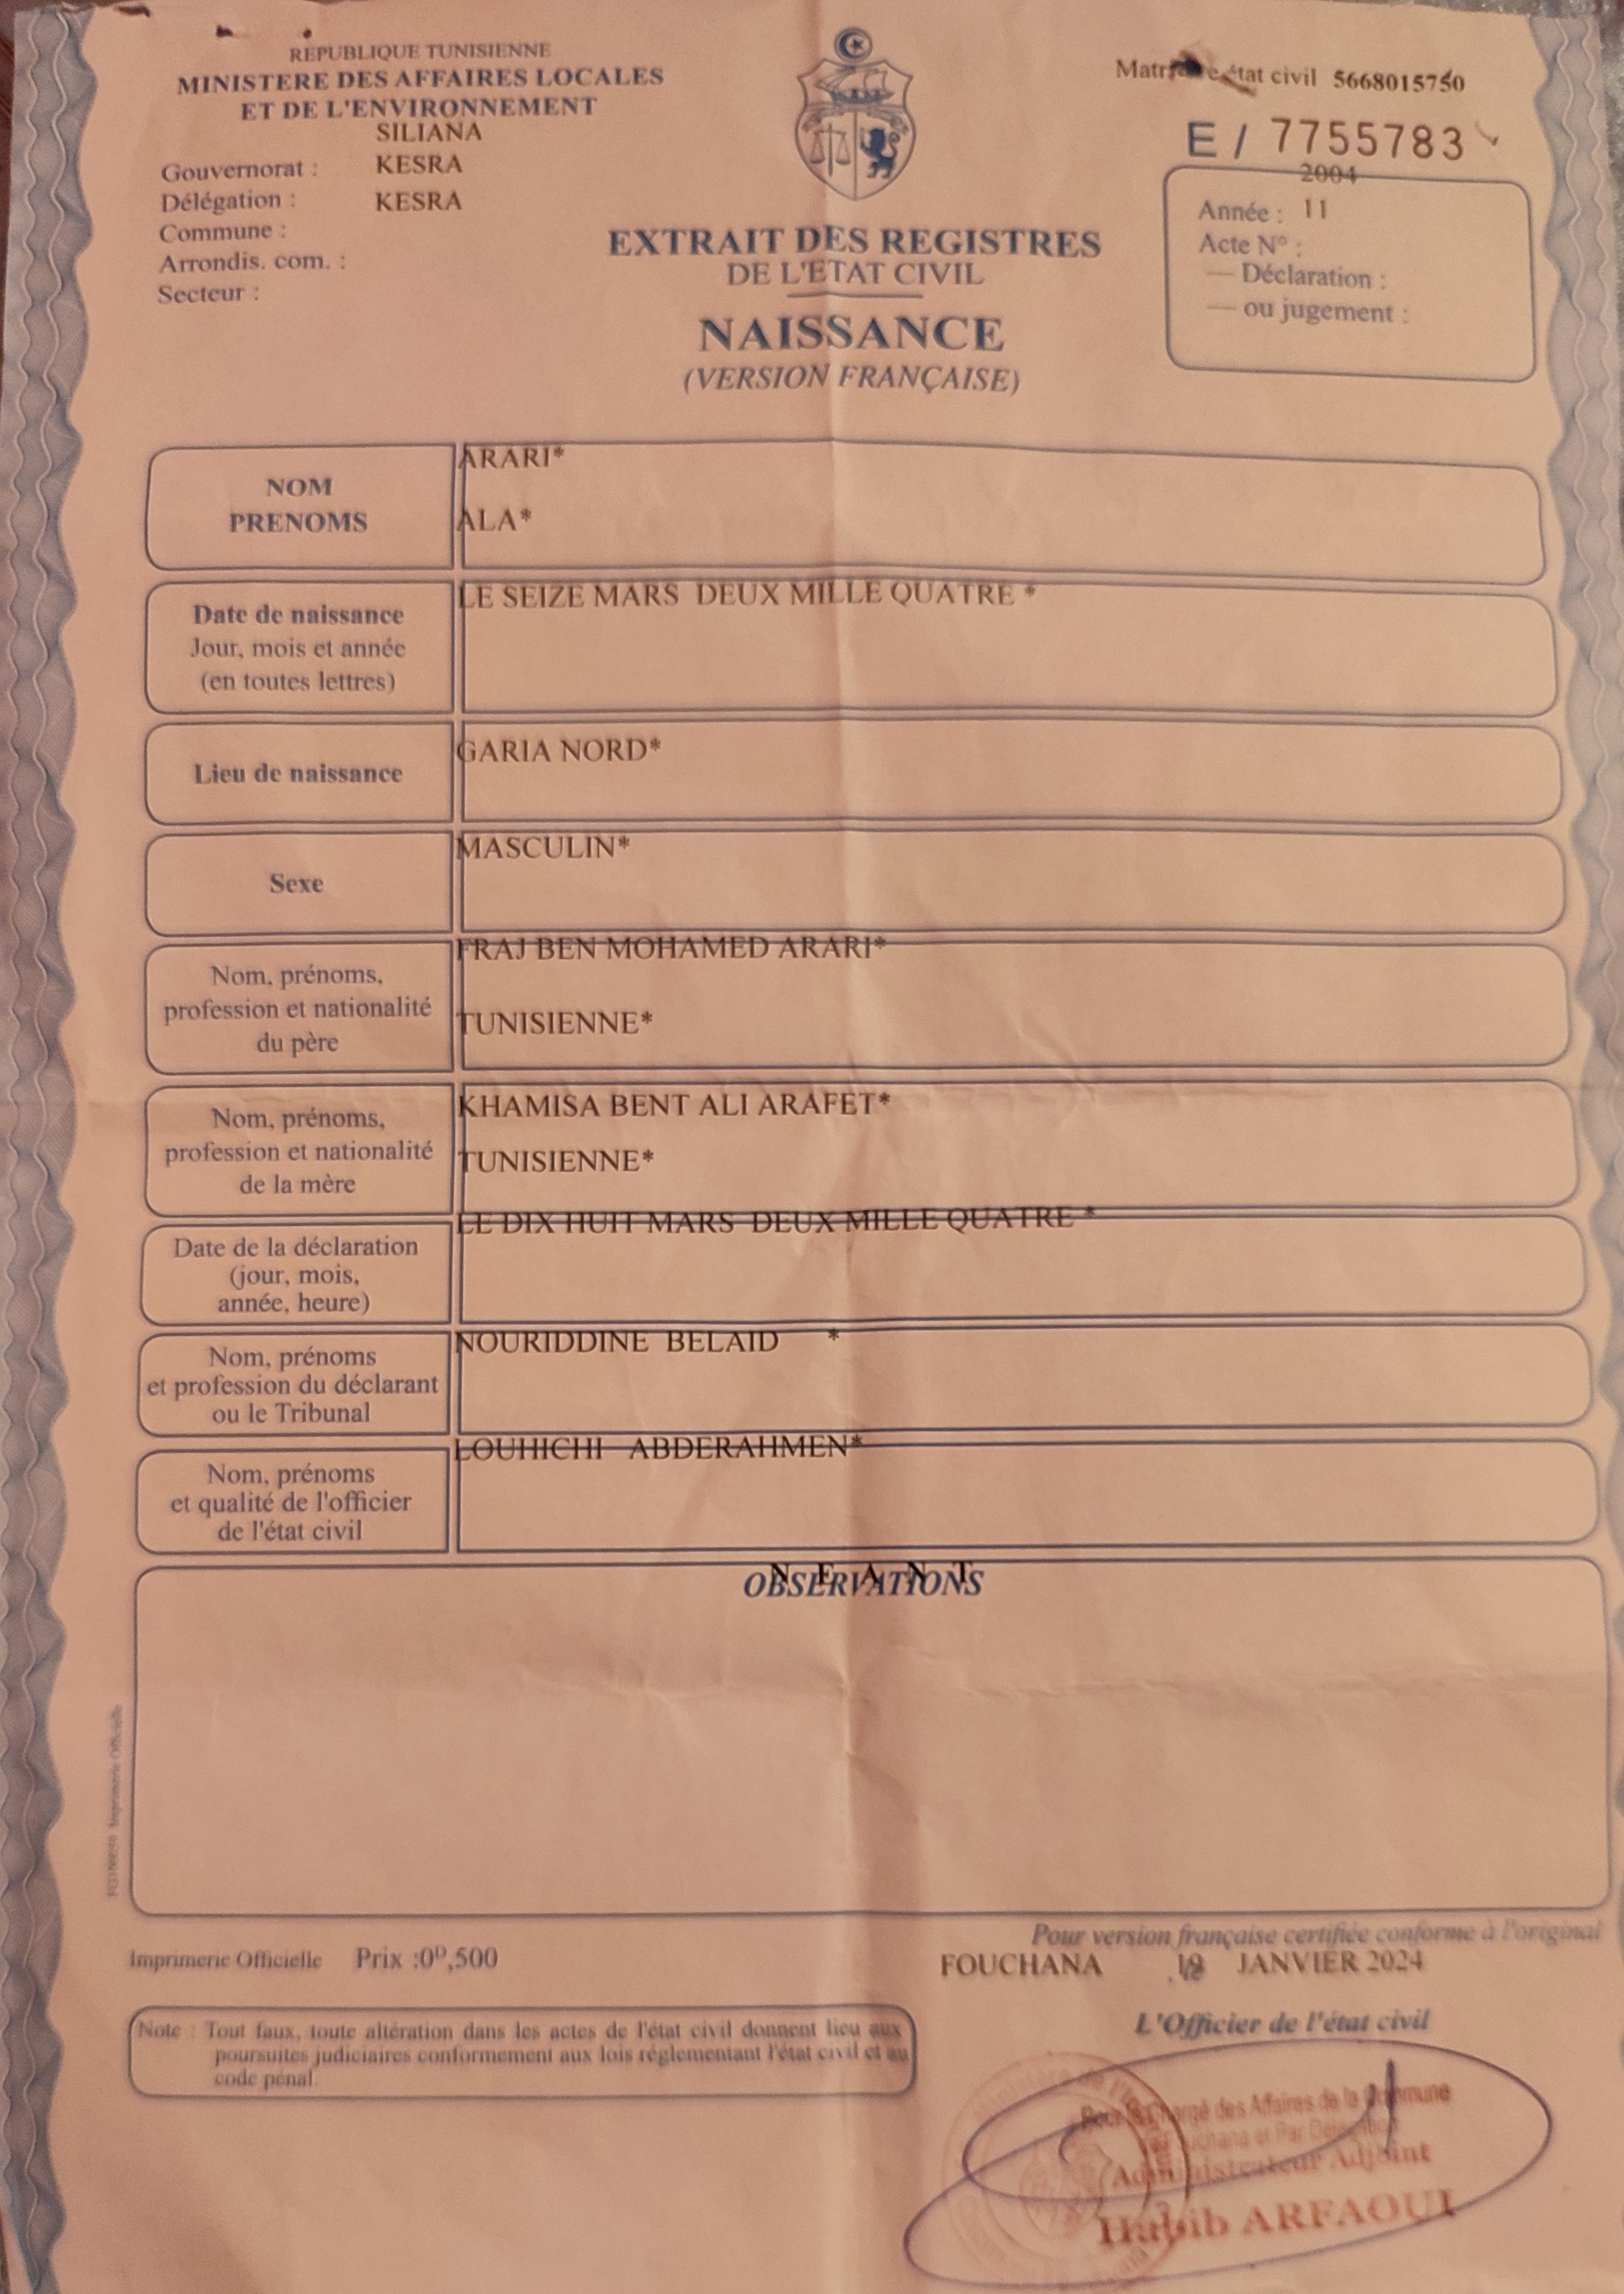 REPUBLIQUE TUNISIENNE
MINISTERE DES AFFAIRES LOCALES
ET DE L'ENVIRONNEMENT
SILIANA
Gouvernorat : KESRA
Délégation : KESRA
Commune :
Arrondis. com. :
Secteur :
état civil 5668015750
E / 7755783
2004
Année : 11
Acte N° :
— Déclaration :
— ou jugement :
EXTRAIT DES REGISTRES
DE L'ETAT CIVIL
NAISSANCE
(VERSION FRANÇAISE)
NOM
PRENOMS
ARARI*
ALA*
Date de naissance
Jour, mois et année
(en toutes lettres)
LE SEIZE MARS DEUX MILLE QUATRE *
Lieu de naissance
GARIA NORD*
Sexe
MASCULIN*
Nom, prénoms,
profession et nationalité
du père
FRAJ BEN MOHAMED ARARI*
TUNISIENNE*
Nom, prénoms,
profession et nationalité
de la mère
KHAMISA BENT ALI ARAFET*
TUNISIENNE*
Date de la déclaration
(jour, mois,
année, heure)
LE DIX HUIT MARS DEUX MILLE QUATRE *
Nom, prénoms
et profession du déclarant
ou le Tribunal
NOURIDDINE BELAID *
Nom, prénoms
et qualité de l'officier
de l'état civil
LOUHICHI ABDERAHMEN*
N E A N T
OBSERVATIONS
Imprimerie Officielle
Pour version française certifiée conforme à l'original
Imprimerie Officielle Prix :0D,500
FOUCHANA JANVIER 2024
L'Officier de l'état civil
Note : Tout faux, toute altération dans les actes de l'état civil donnent lieu aux
poursuites judiciaires conformement aux lois réglementant l'état civil et au
code pénal.
des Affaires de la Commune
Administrateur Adjoint
Habib ARFAOUI